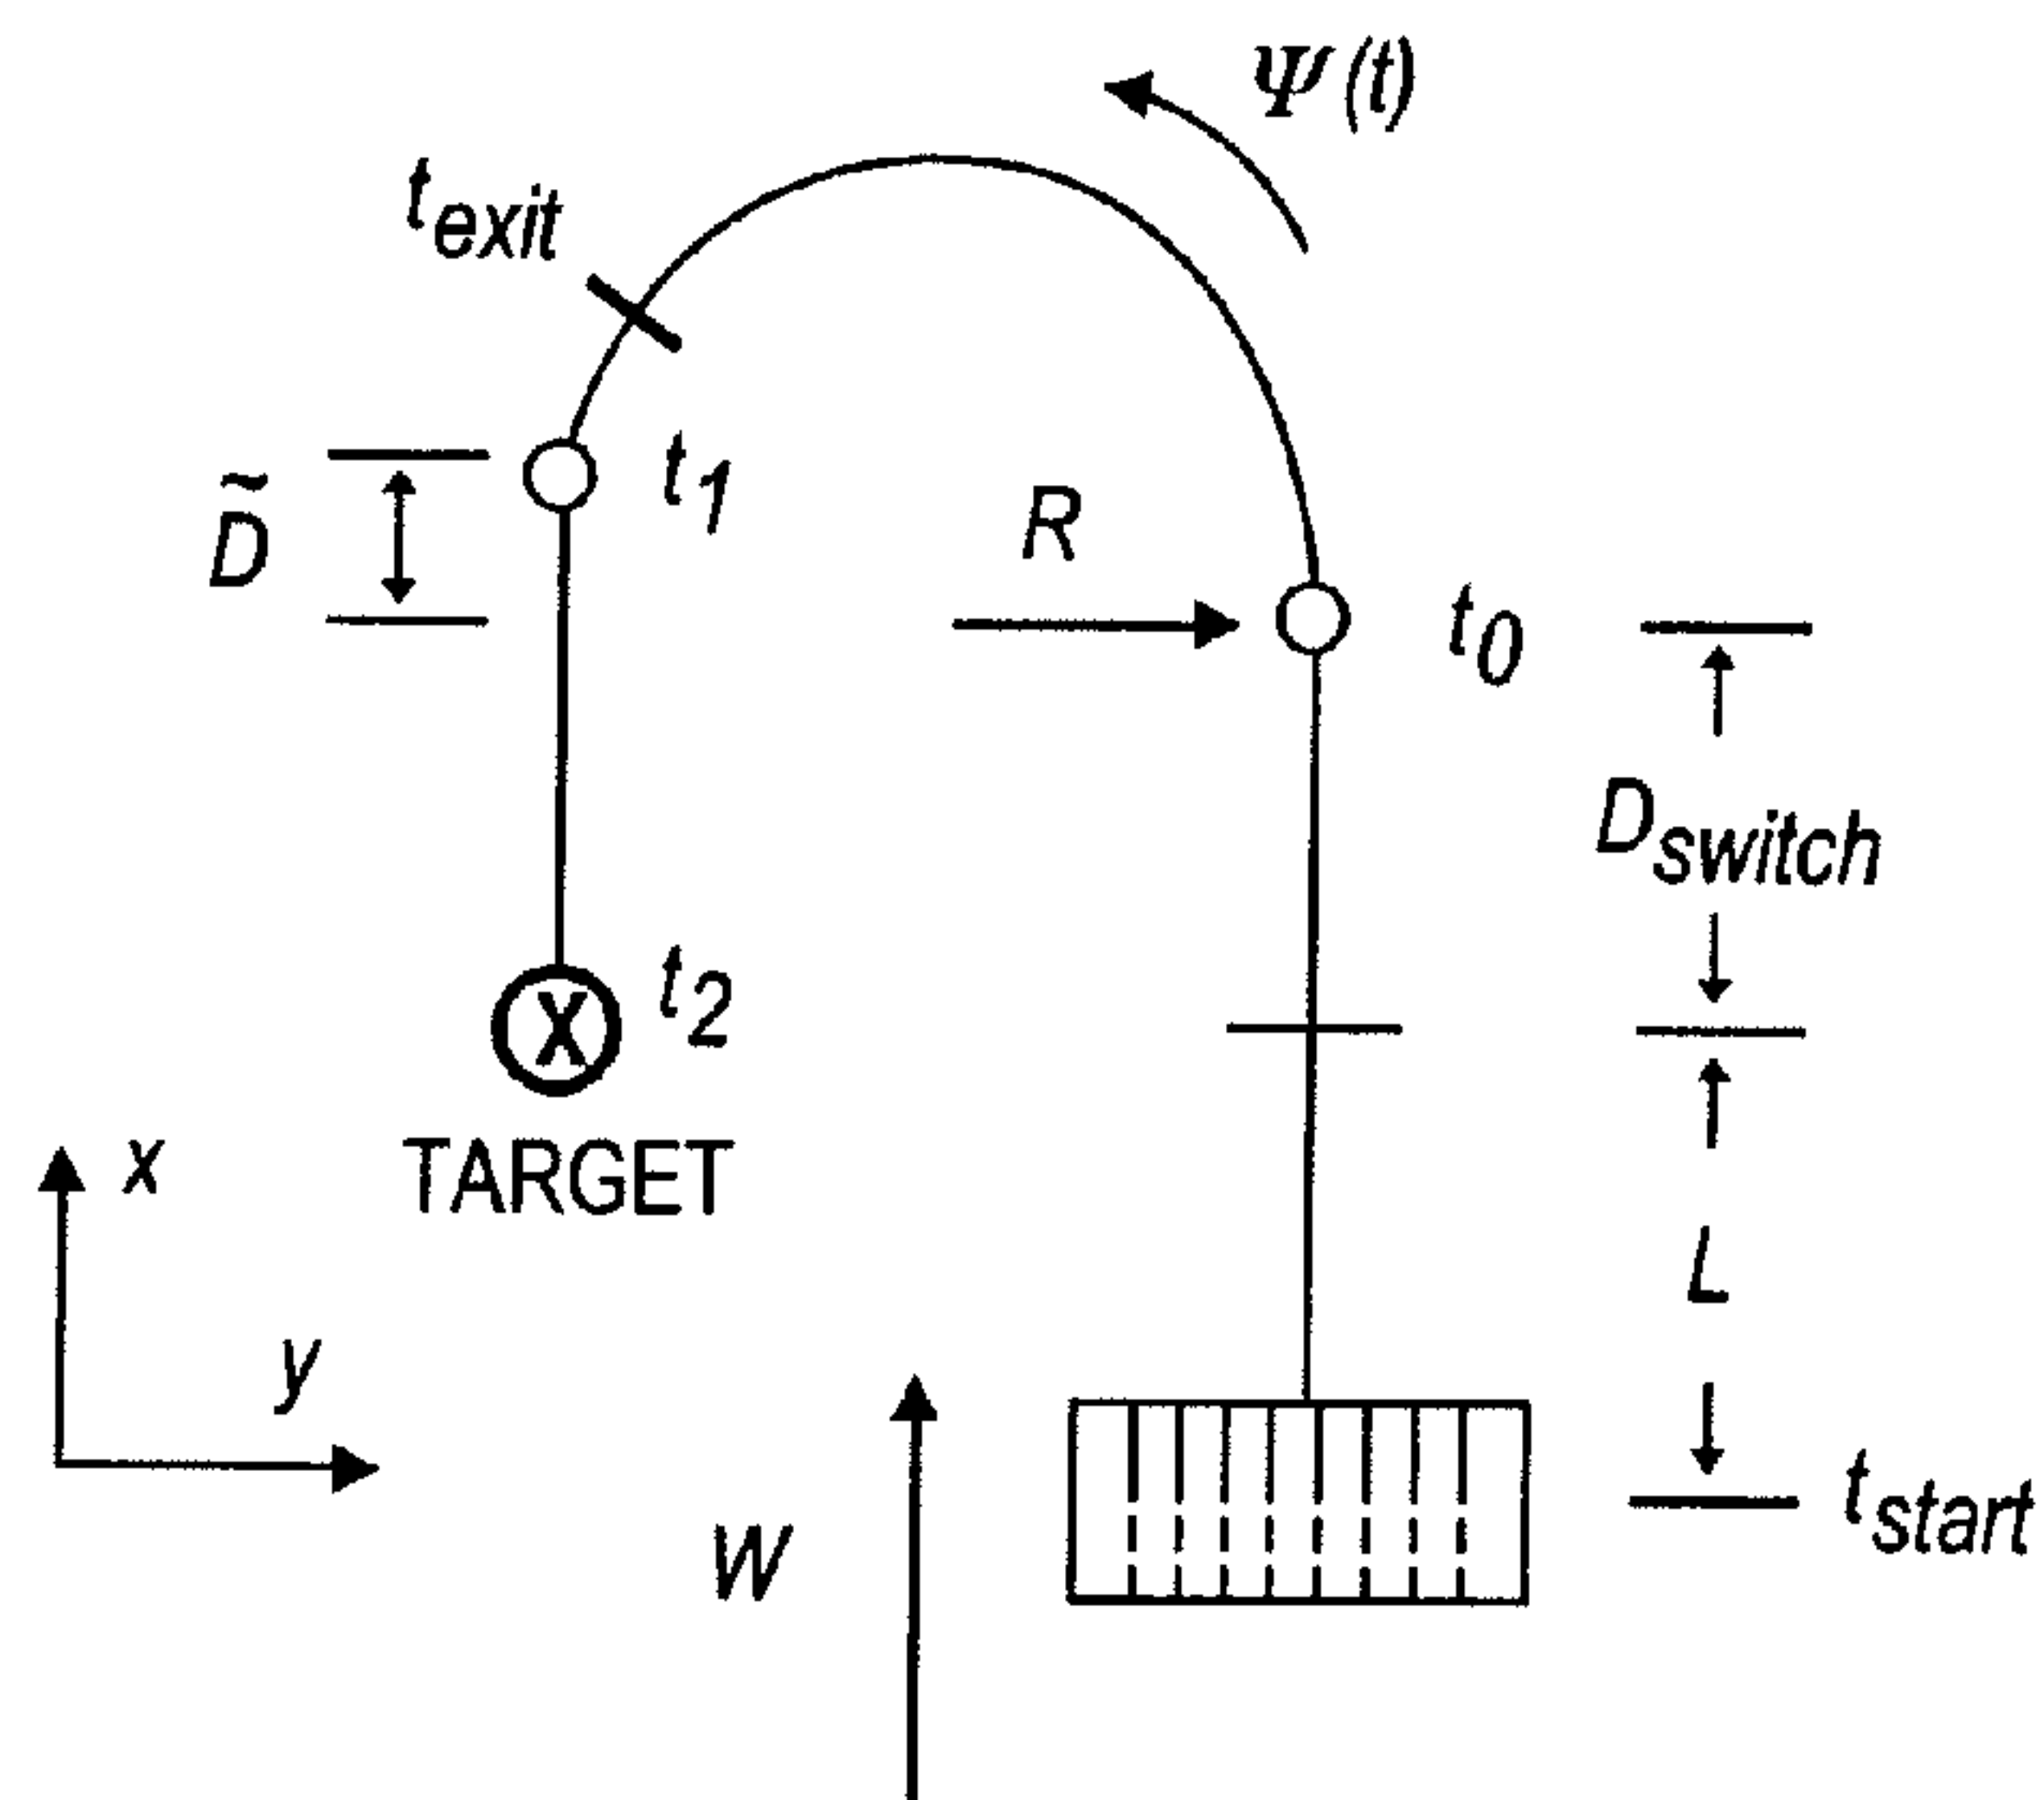 Ψ(t)
t_exit
D̃
t_1
R
t_0
D_switch
X
t_2
x
TARGET
L
y
W
t_start